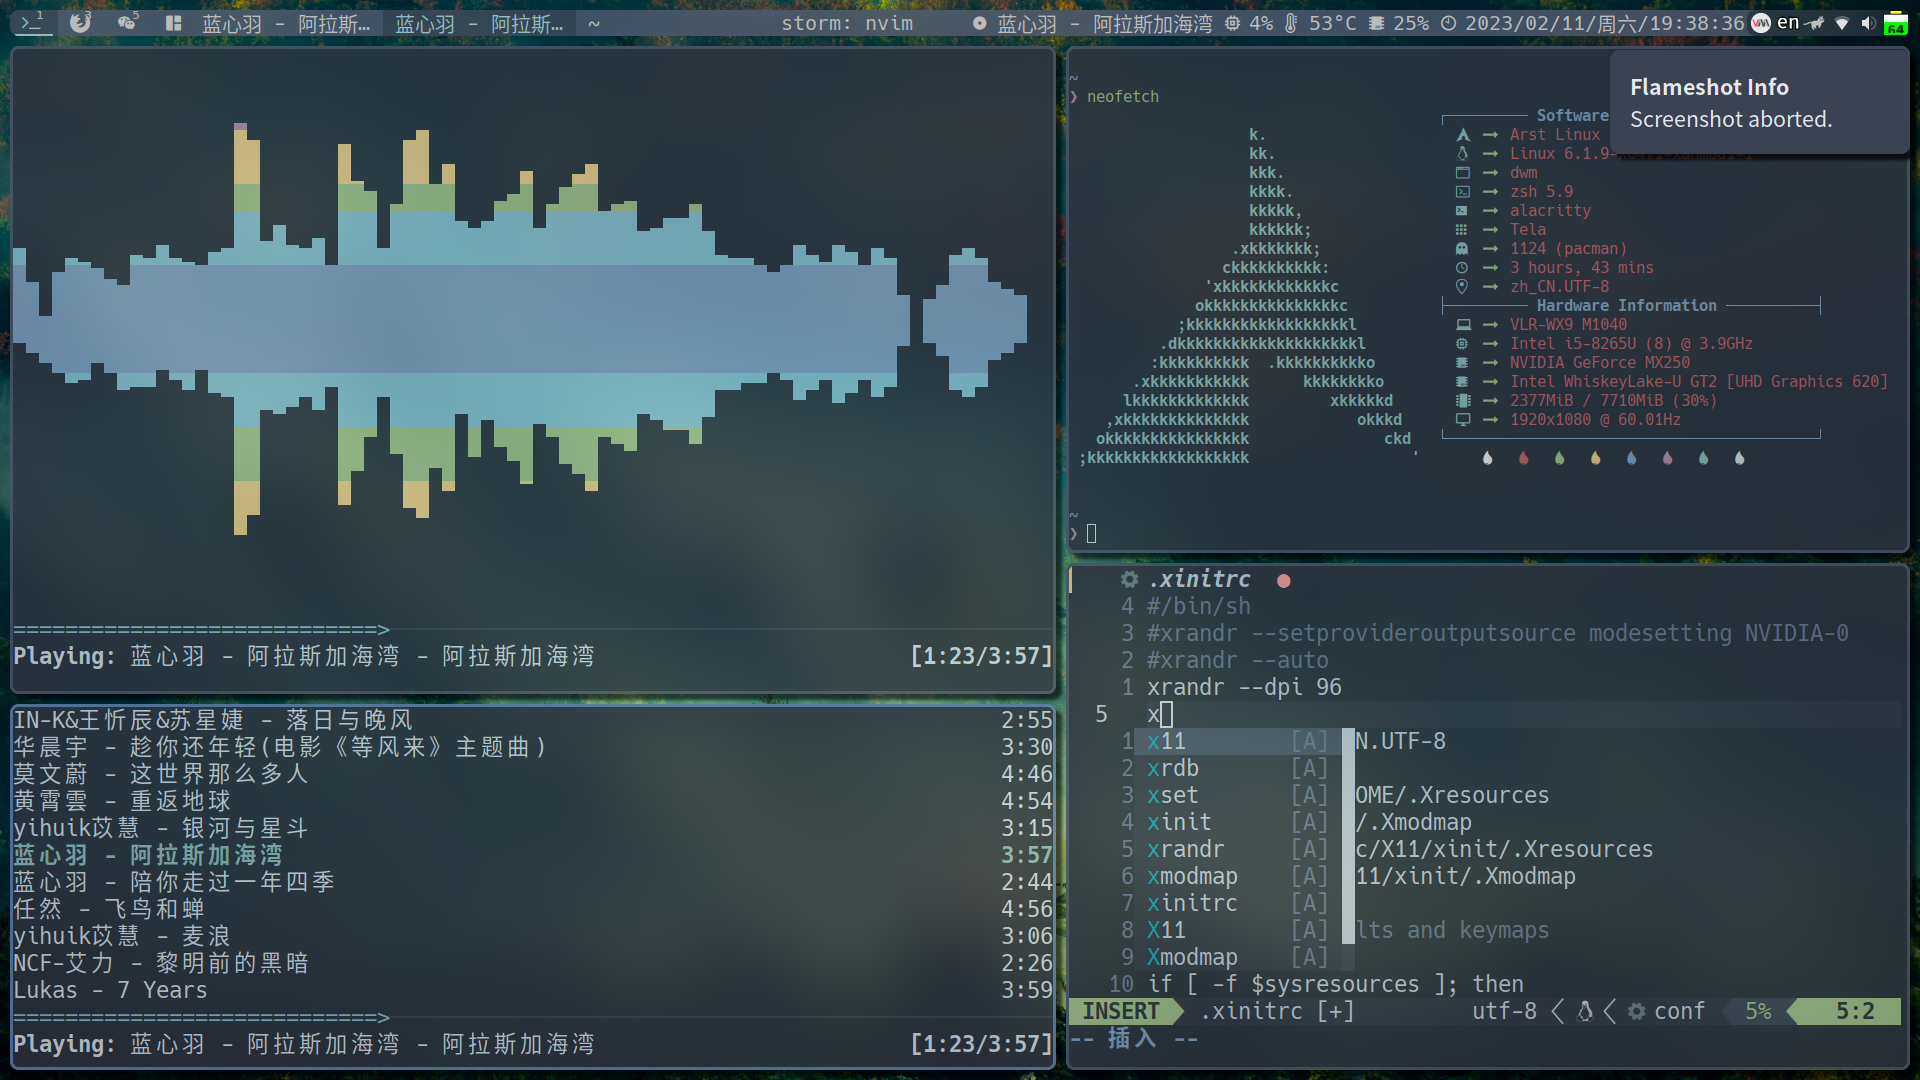 1 3 5 蓝心羽 - 阿拉斯… 蓝心羽 - 阿拉斯… ~ storm: nvim 蓝心羽 - 阿拉斯加海湾 4% 53°C 25% 2023/02/11/周六/19:38:36 en 64
Flameshot Info
Screenshot aborted.
============================>
Playing: 蓝心羽 - 阿拉斯加海湾 - 阿拉斯加海湾 [1:23/3:57]
IN-K&王忻辰&苏星婕 - 落日与晚风 2:55
华晨宇 - 趁你还年轻(电影《等风来》主题曲) 3:30
莫文蔚 - 这世界那么多人 4:46
黄霄雲 - 重返地球 4:54
yihuik苡慧 - 银河与星斗 3:15
蓝心羽 - 阿拉斯加海湾 3:57
蓝心羽 - 陪你走过一年四季 2:44
任然 - 飞鸟和蝉 4:56
yihuik苡慧 - 麦浪 3:06
NCF-艾力 - 黎明前的黑暗 2:26
Lukas - 7 Years 3:59
============================>
Playing: 蓝心羽 - 阿拉斯加海湾 - 阿拉斯加海湾 [1:23/3:57]
~
❯ neofetch
k.
kk.
kkk.
kkkk.
kkkkk,
kkkkkk;
.xkkkkkkk;
ckkkkkkkkkk:
'xkkkkkkkkkkkkc
okkkkkkkkkkkkkkc
;kkkkkkkkkkkkkkkkkkl
.dkkkkkkkkkkkkkkkkkkkl
:kkkkkkkkkk .kkkkkkkkkko
.xkkkkkkkkkkk kkkkkkkko
lkkkkkkkkkkkk xkkkkkd
,xkkkkkkkkkkkkk okkkd
okkkkkkkkkkkkkkk ckd
;kkkkkkkkkkkkkkkkkk '
Software
Arst Linux
Linux 6.1.9-
dwm
zsh 5.9
alacritty
Tela
1124 (pacman)
3 hours, 43 mins
zh_CN.UTF-8
Hardware Information
VLR-WX9 M1040
Intel i5-8265U (8) @ 3.9GHz
NVIDIA GeForce MX250
Intel WhiskeyLake-U GT2 [UHD Graphics 620]
2377MiB / 7710MiB (30%)
1920x1080 @ 60.01Hz
~
❯
.xinitrc ●
4 #/bin/sh
3 #xrandr --setprovideroutputsource modesetting NVIDIA-0
2 #xrandr --auto
1 xrandr --dpi 96
5 x
1 x11 [A] N.UTF-8
2 xrdb [A]
3 xset [A] OME/.Xresources
4 xinit [A] /.Xmodmap
5 xrandr [A] c/X11/xinit/.Xresources
6 xmodmap [A] 11/xinit/.Xmodmap
7 xinitrc [A]
8 X11 [A] lts and keymaps
9 Xmodmap [A]
10 if [ -f $sysresources ]; then
INSERT .xinitrc [+] utf-8 conf 5% 5:2
-- 插入 --